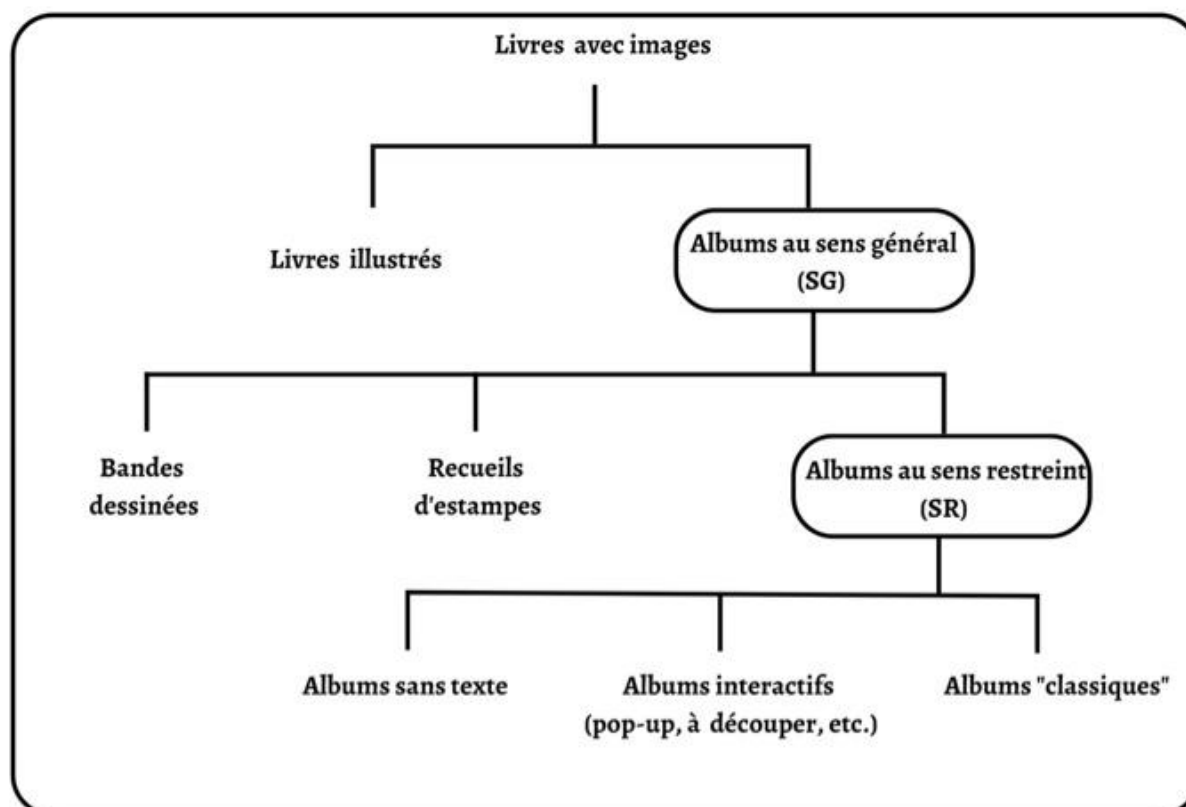 Livres avec images
Livres illustrés
Albums au sens général
(SG)
Bandes
dessinées
Recueils
d'estampes
Albums au sens restreint
(SR)
Albums sans texte
Albums interactifs
(pop-up, à découper, etc.)
Albums "classiques"